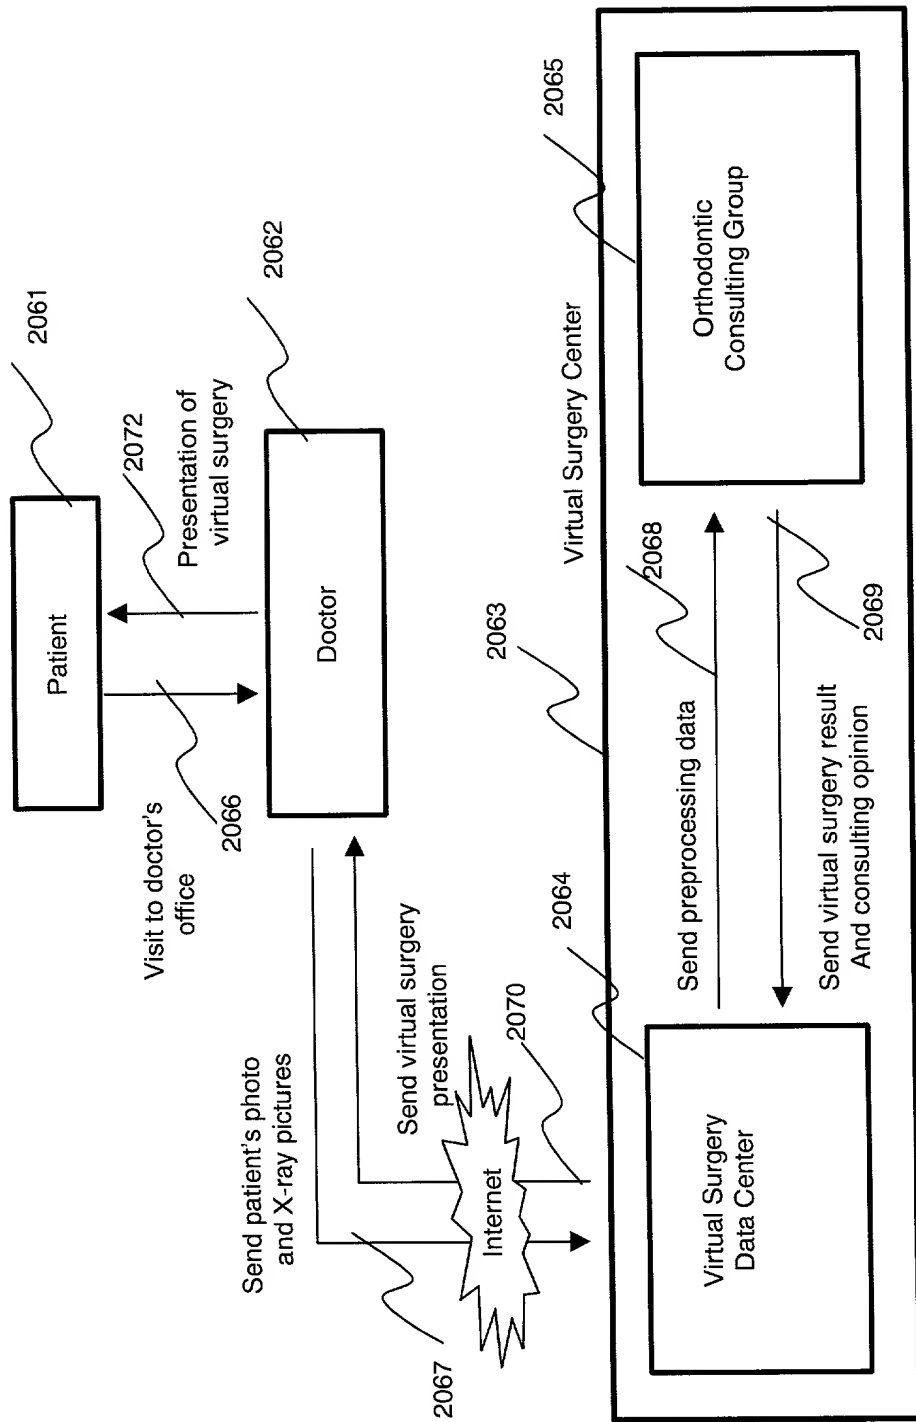 Patient
2061
Visit to doctor's
office
2066
2072
Presentation of
virtual surgery
Doctor
2062
Send patient's photo
and X-ray pictures
2067
Send virtual surgery
presentation
Internet
2070
2063
Virtual Surgery Center
2064
Virtual Surgery
Data Center
Send preprocessing data
2068
Send virtual surgery result
And consulting opinion
2069
2065
Orthodontic
Consulting Group